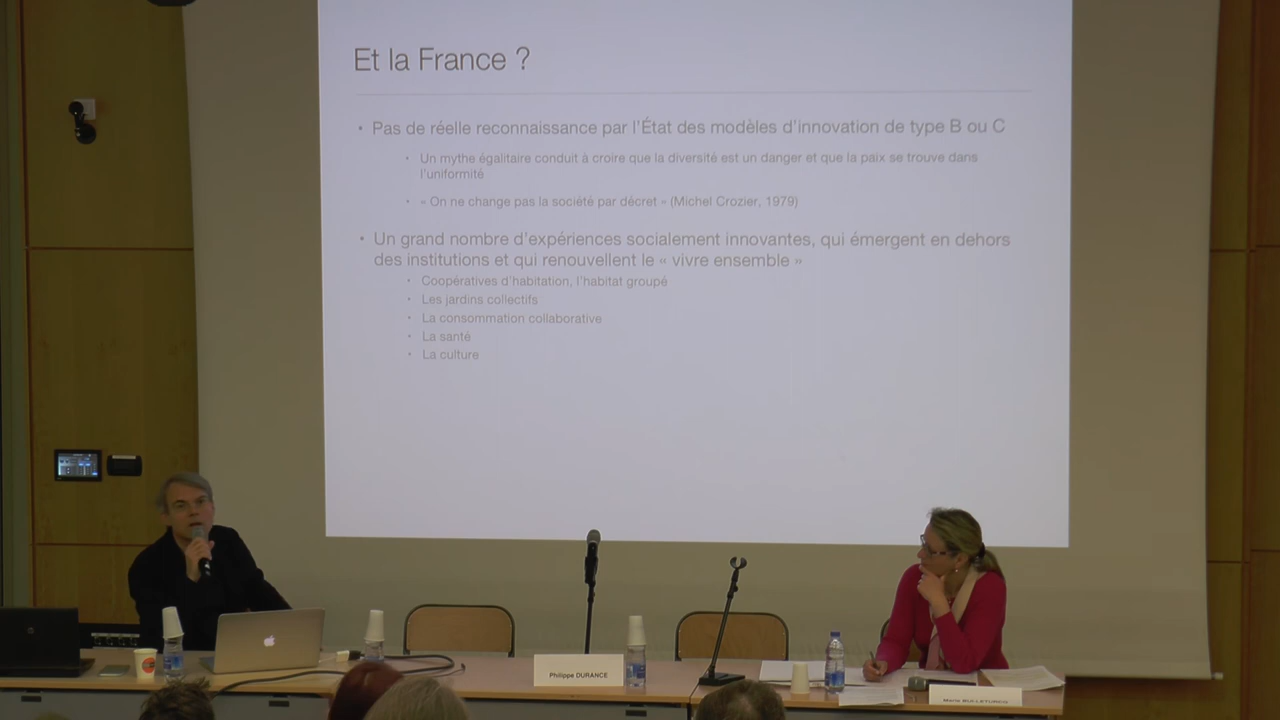 Et la France ?
• Pas de réelle reconnaissance par l'État des modèles d'innovation de type B ou C
• Un mythe égalitaire conduit à croire que la diversité est un danger et que la paix se trouve dans
l'uniformité
• « On ne change pas la société par décret » (Michel Crozier, 1979)
• Un grand nombre d'expériences socialement innovantes, qui émergent en dehors
des institutions et qui renouvellent le « vivre ensemble »
• Coopératives d'habitation, l'habitat groupé
• Les jardins collectifs
• La consommation collaborative
• La santé
• La culture
Philippe DURANCE
Marie